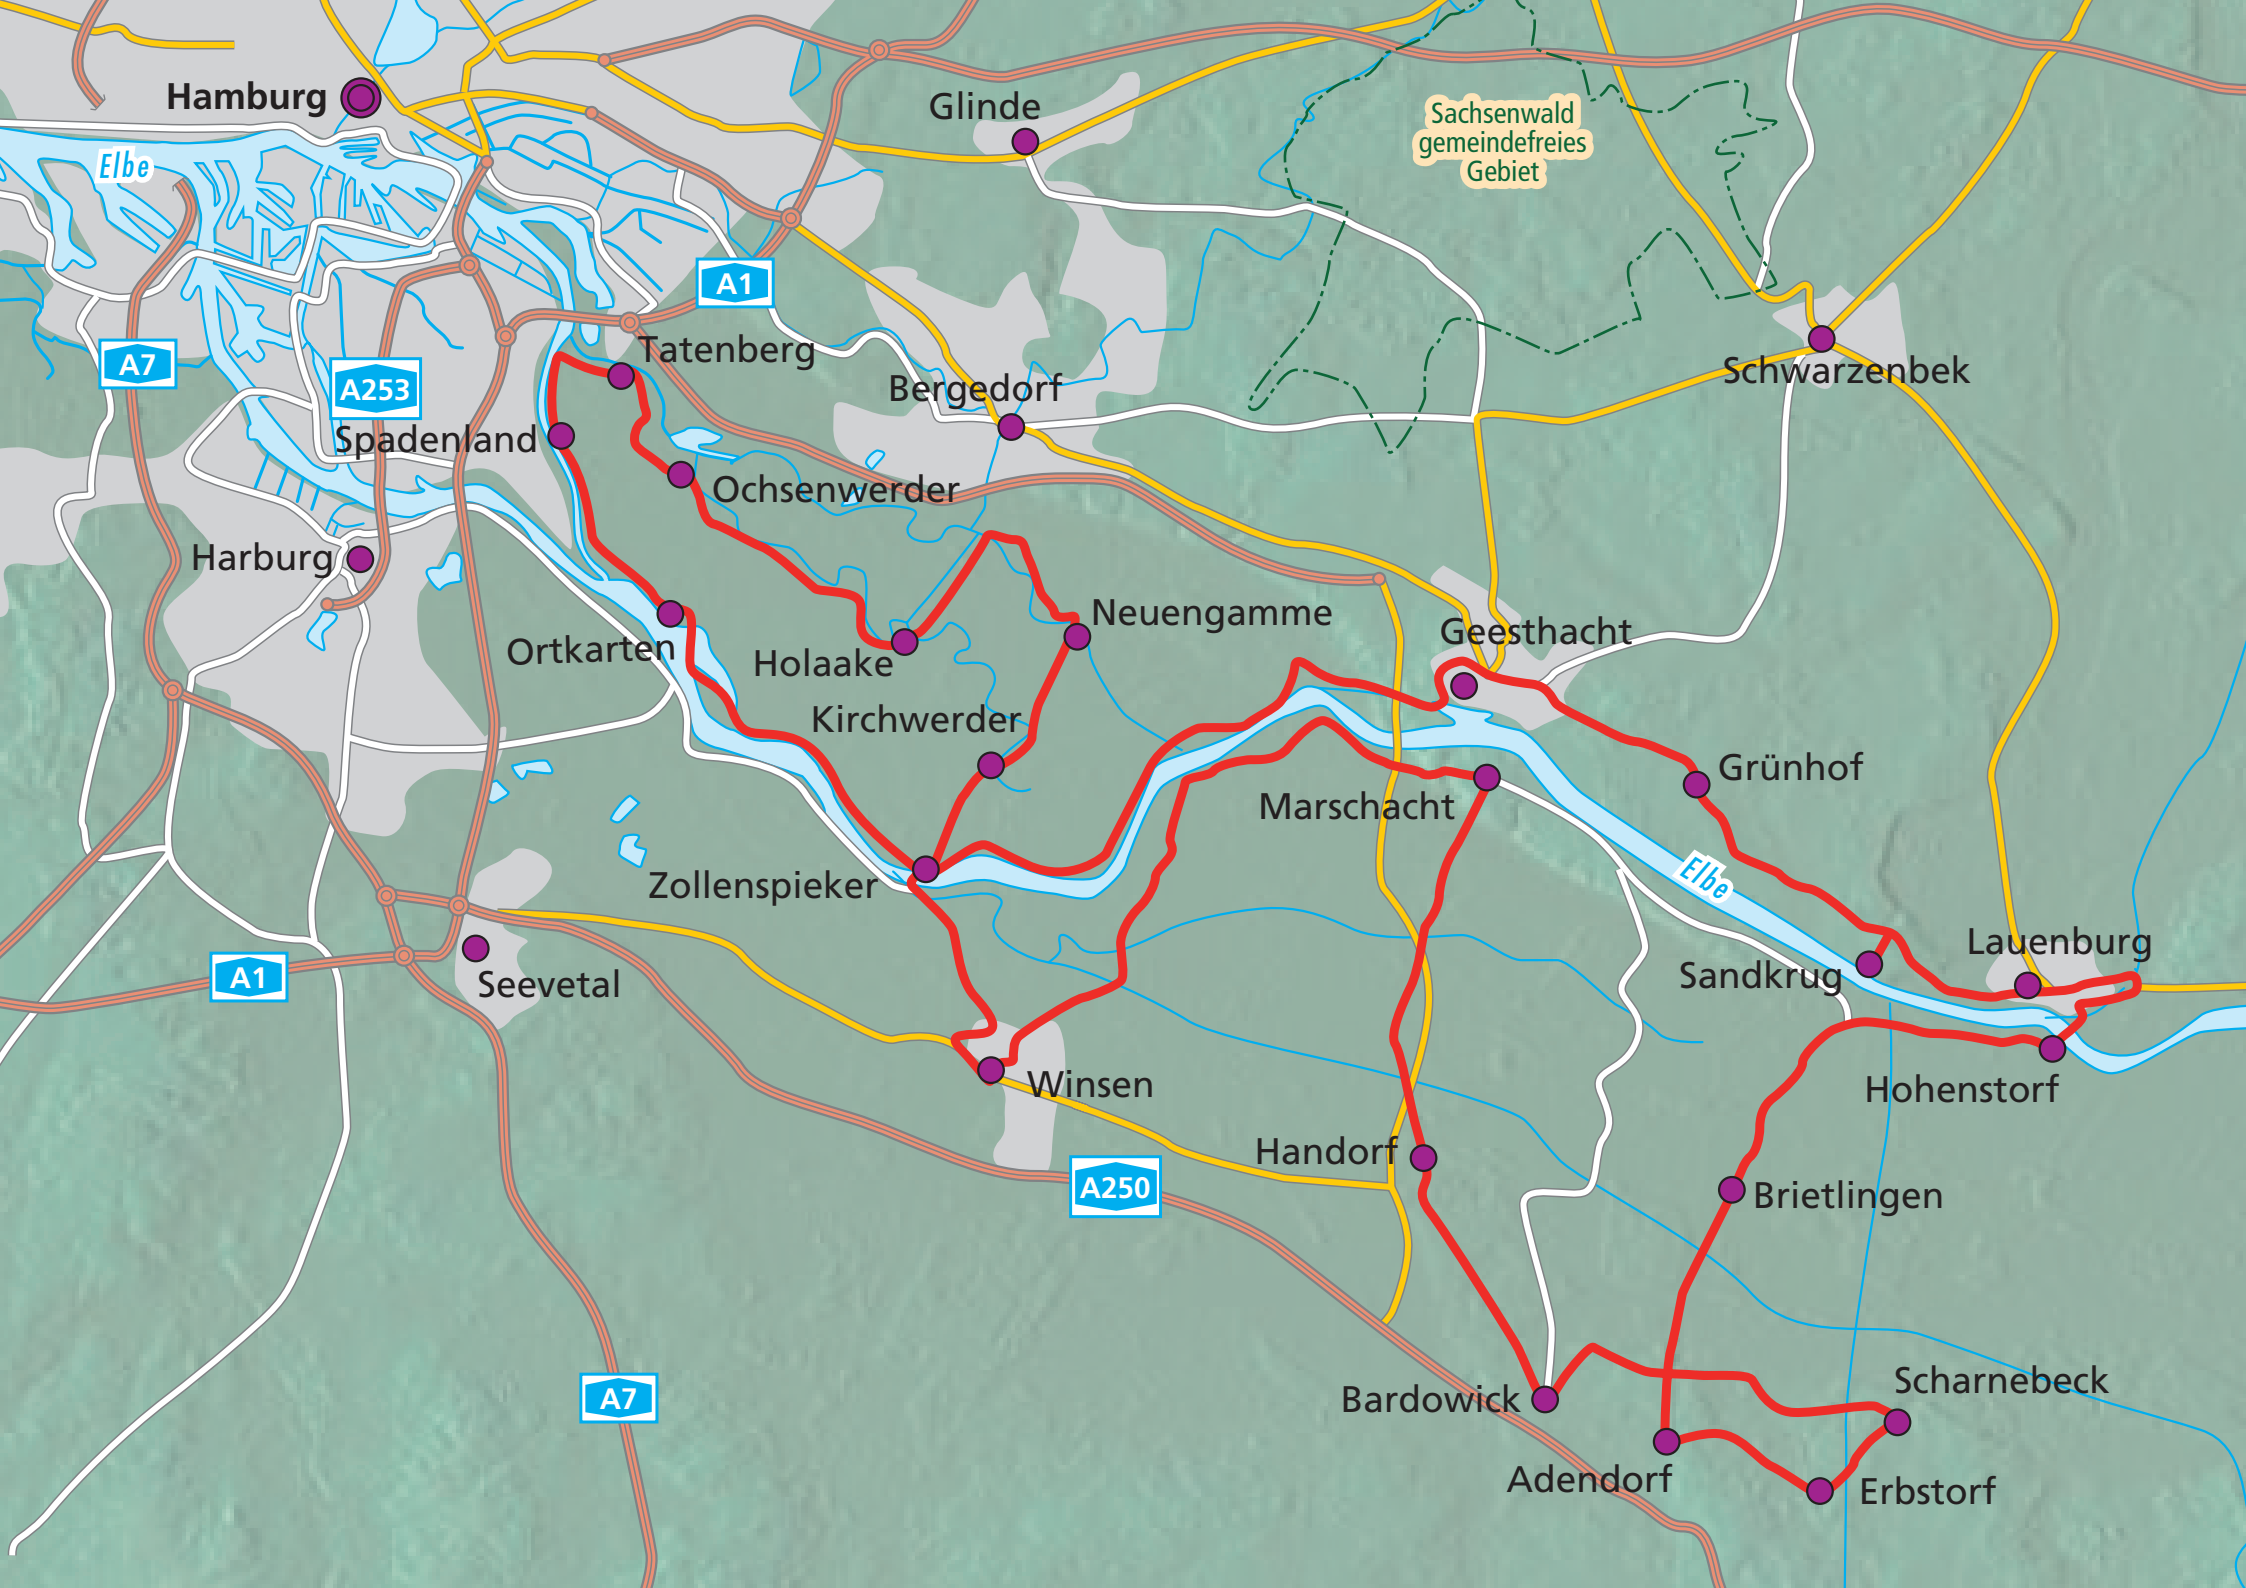 Hamburg
Glinde
Sachsenwald
gemeindefreies
Gebiet
Elbe
A1
A7
A253
Tatenberg
Bergedorf
Schwarzenbek
Spadenland
Ochsenwerder
Harburg
Neuengamme
Geesthacht
Ortkarten
Holaake
Kirchwerder
Grünhof
Marschacht
Elbe
Zollenspieker
Lauenburg
Sandkrug
A1
Seevetal
Winsen
Hohenstorf
Handorf
A250
Brietlingen
A7
Bardowick
Scharnebeck
Adendorf
Erbstorf